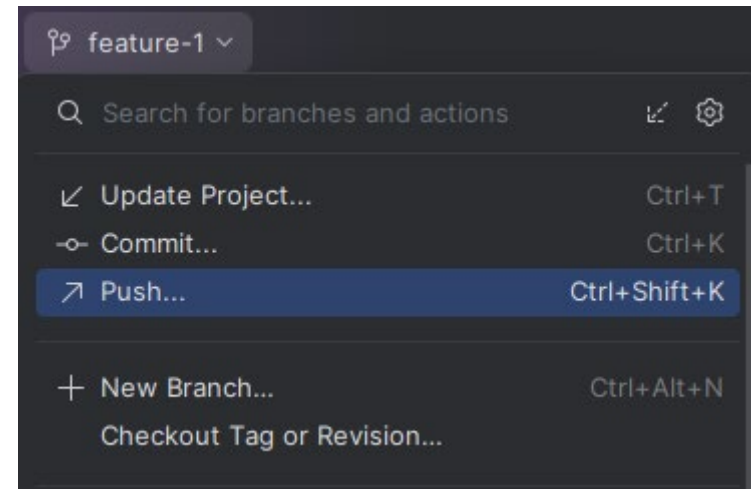 feature-1
Search for branches and actions
Update Project... Ctrl+T
Commit... Ctrl+K
Push... Ctrl+Shift+K
New Branch... Ctrl+Alt+N
Checkout Tag or Revision...